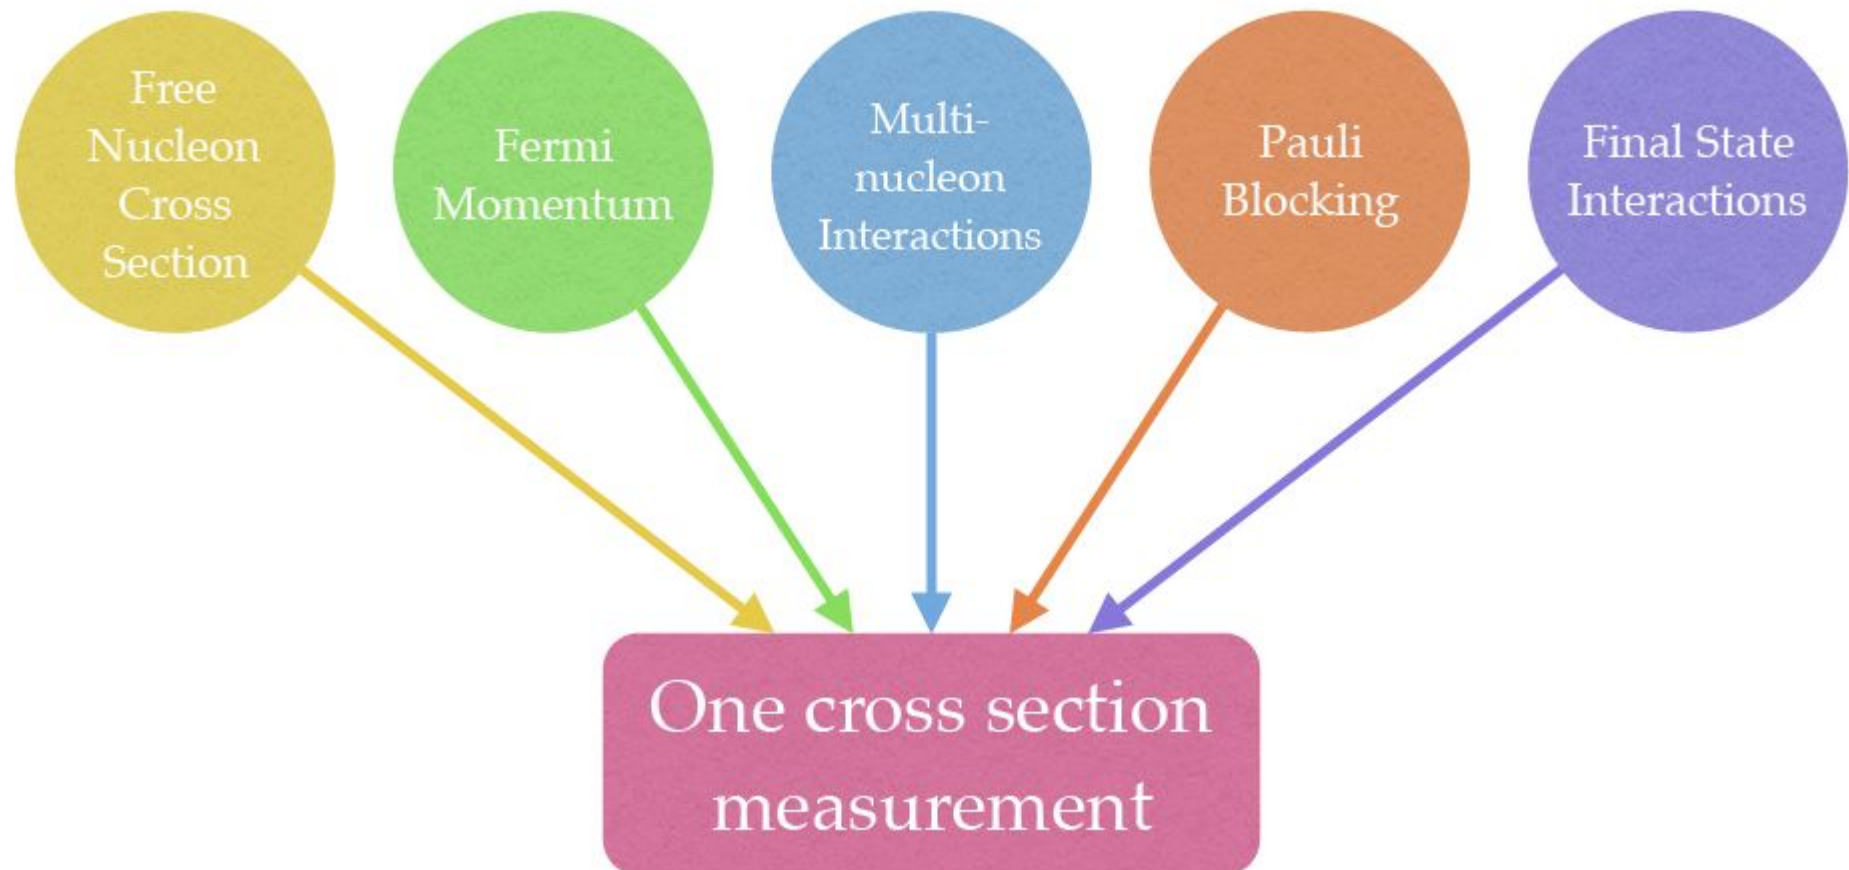 Free
Nucleon
Cross
Section
Fermi
Momentum
Multi-
nucleon
Interactions
Pauli
Blocking
Final State
Interactions
One cross section
measurement